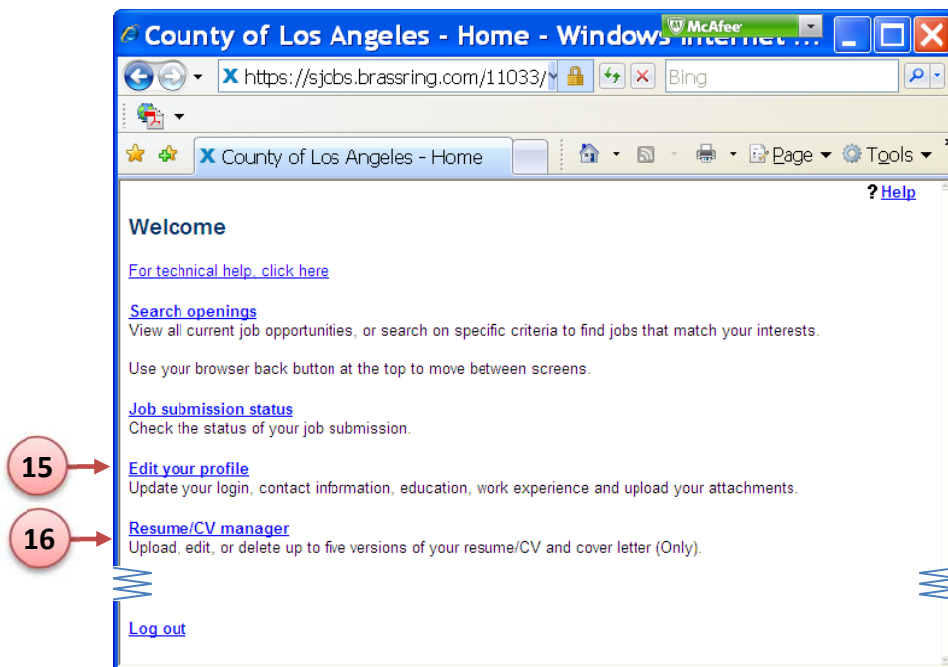 County of Los Angeles - Home - Windows Internet ...
McAfee
https://sjobs.brassring.com/11033/
Bing
County of Los Angeles - Home
Page
Tools
? Help
Welcome
For technical help, click here
Search openings
View all current job opportunities, or search on specific criteria to find jobs that match your interests.
Use your browser back button at the top to move between screens.
Job submission status
Check the status of your job submission.
15
Edit your profile
Update your login, contact information, education, work experience and upload your attachments.
16
Resume/CV manager
Upload, edit, or delete up to five versions of your resume/CV and cover letter (Only).
Log out